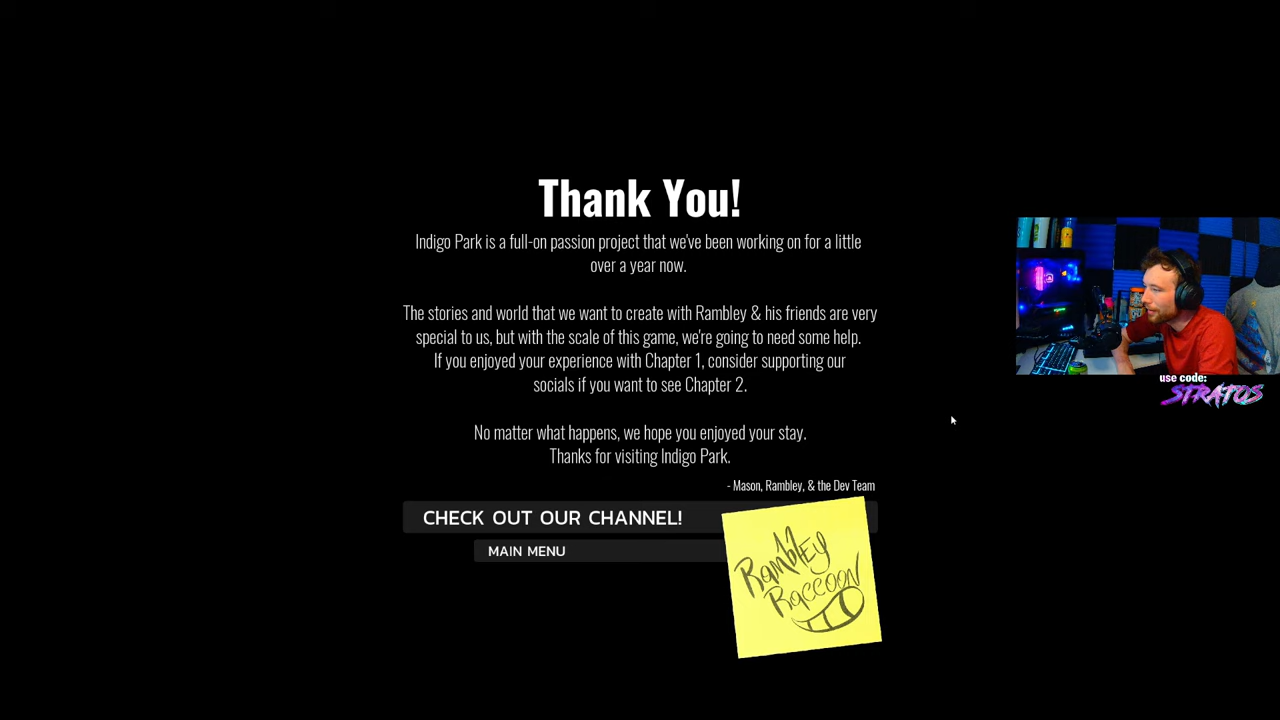 Thank You!
Indigo Park is a full-on passion project that we've been working on for a little
over a year now.
The stories and world that we want to create with Rambley & his friends are very
special to us, but with the scale of this game, we're going to need some help.
If you enjoyed your experience with Chapter 1, consider supporting our
socials if you want to see Chapter 2.
No matter what happens, we hope you enjoyed your stay.
Thanks for visiting Indigo Park.
- Mason, Rambley, & the Dev Team
CHECK OUT OUR CHANNEL!
MAIN MENU
Rambley
Raccoon
use code:
STRATOS